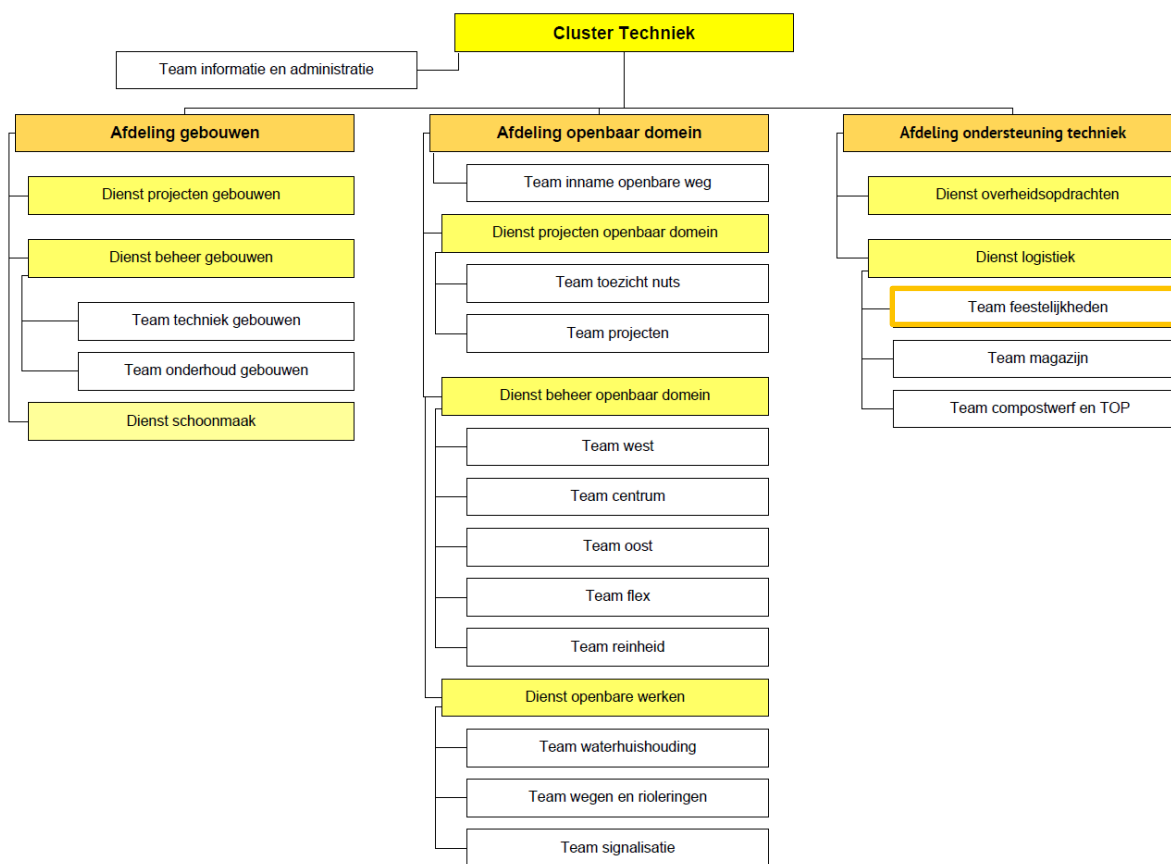 Cluster Techniek
Team informatie en administratie
Afdeling gebouwen
Dienst projecten gebouwen
Dienst beheer gebouwen
Team techniek gebouwen
Team onderhoud gebouwen
Dienst schoonmaak
Afdeling openbaar domein
Team inname openbare weg
Dienst projecten openbaar domein
Team toezicht nuts
Team projecten
Dienst beheer openbaar domein
Team west
Team centrum
Team oost
Team flex
Team reinheid
Dienst openbare werken
Team waterhuishouding
Team wegen en rioleringen
Team signalisatie
Afdeling ondersteuning techniek
Dienst overheidsopdrachten
Dienst logistiek
Team feestelijkheden
Team magazijn
Team compostwerf en TOP